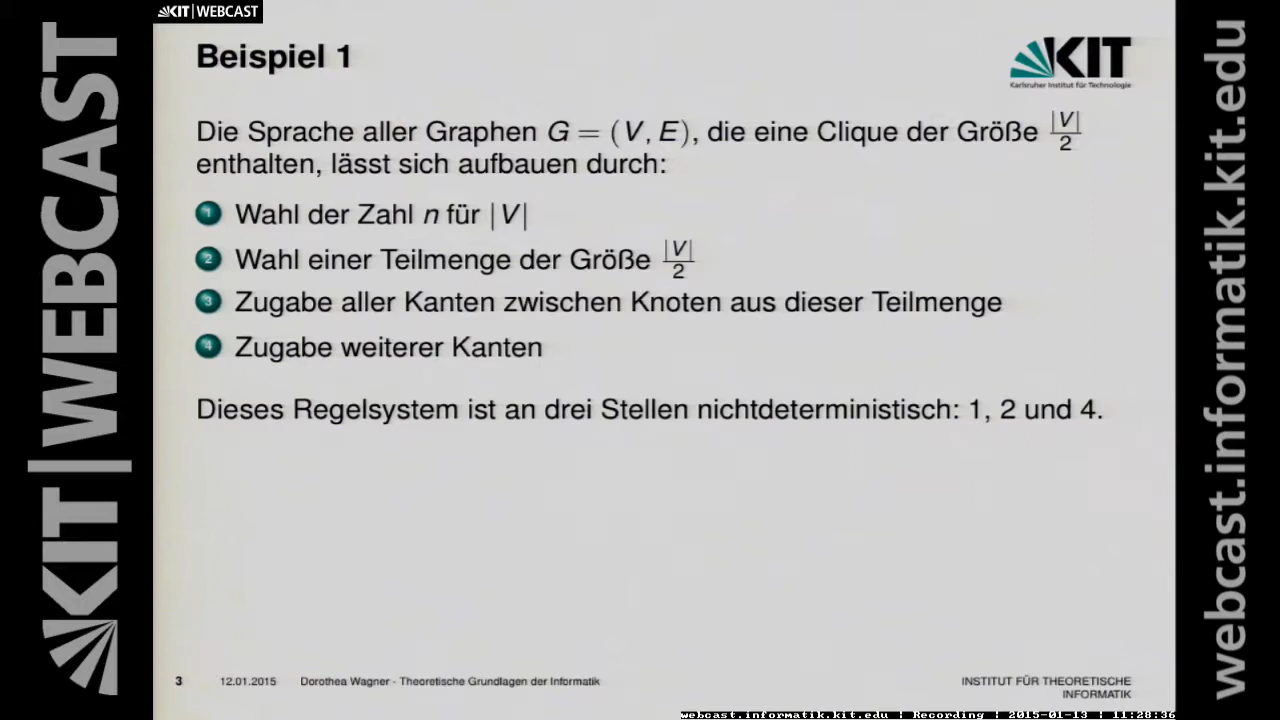 KIT | WEBCAST
KIT | WEBCAST
Beispiel 1
KIT
Karlsruher Institut für Technologie
Die Sprache aller Graphen G = (V, E), die eine Clique der Größe |V|/2
enthalten, lässt sich aufbauen durch:
1 Wahl der Zahl n für |V|
2 Wahl einer Teilmenge der Größe |V|/2
3 Zugabe aller Kanten zwischen Knoten aus dieser Teilmenge
4 Zugabe weiterer Kanten
Dieses Regelsystem ist an drei Stellen nichtdeterministisch: 1, 2 und 4.
3 12.01.2015 Dorothea Wagner - Theoretische Grundlagen der Informatik
INSTITUT FÜR THEORETISCHE
INFORMATIK
webcast.informatik.kit.edu
webcast.informatik.kit.edu | Recording | 2015-01-13 | 11:28:36